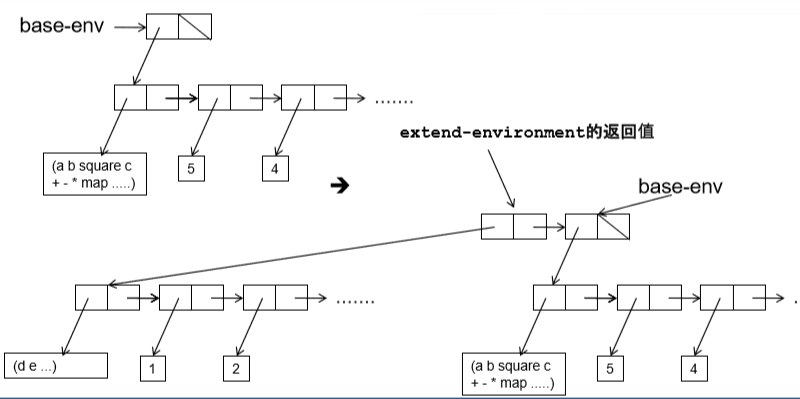 base-env
.......
(a b square c
+ - * map .....)
5
4
extend-environment的返回值
➔
base-env
.......
(d e ...)
1
2
(a b square c
+ - * map .....)
5
4
.